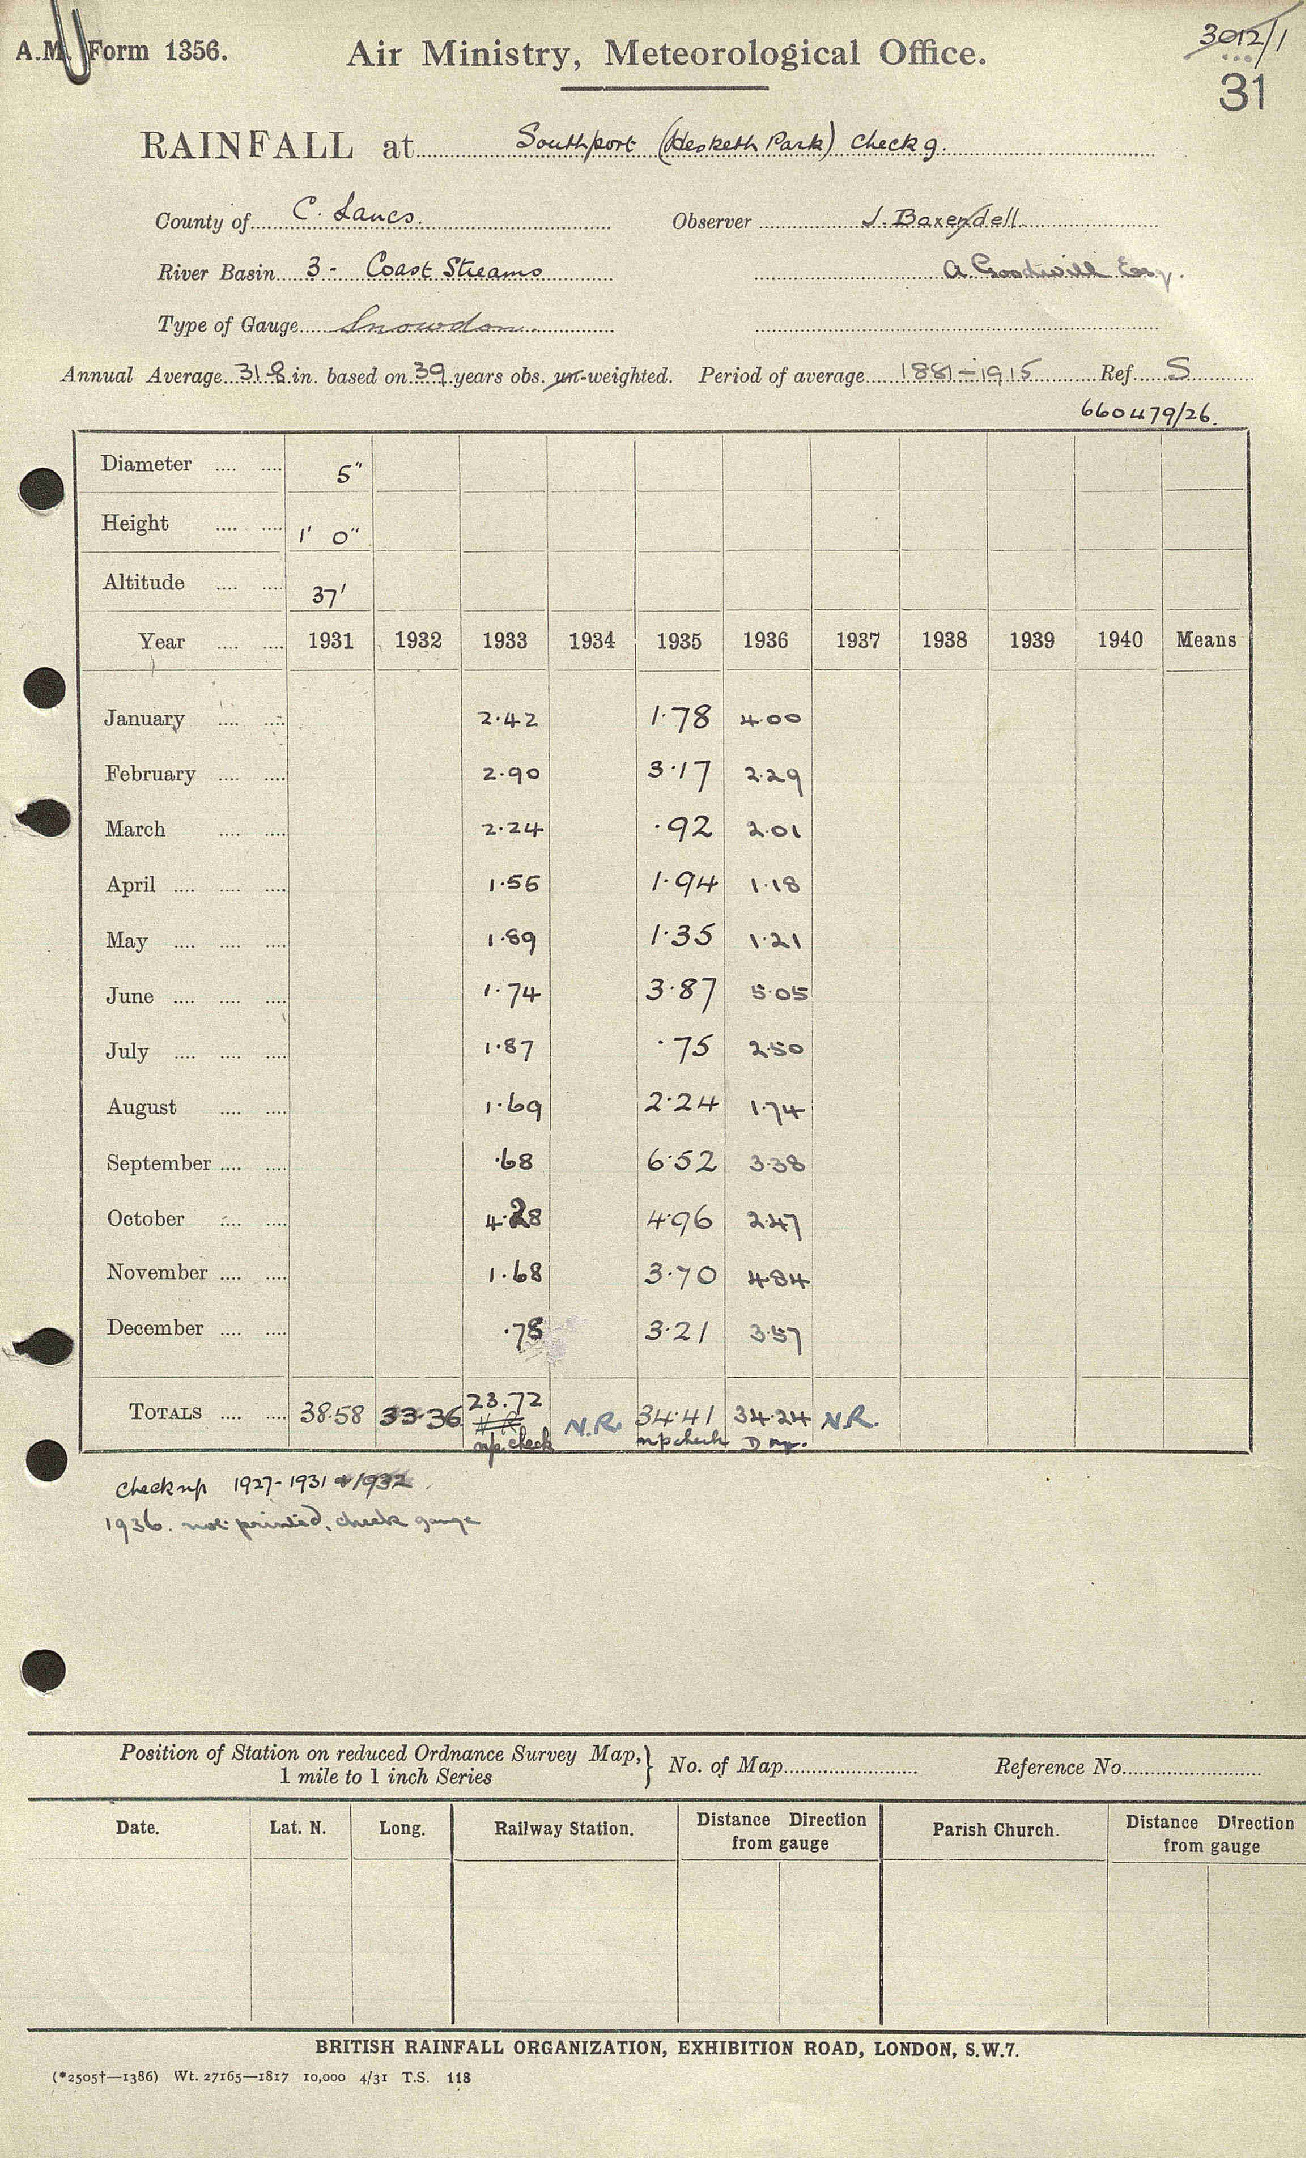 3012/1
A.M. Form 1356. Air Ministry, Meteorological Office.
31
RAINFALL at Southport (Hesketh Park) check g.
County of C. Lancs. Observer J. Baxendell
River Basin 3 - Coast Streams A Goodwill Esq.
Type of Gauge Snowdon
Annual Average 31.8 in. based on 39 years obs. un-weighted. Period of average 1881-1915 Ref S
660479/26.
Diameter .... .... 5"
Height .... .... 1' 0"
Altitude .... .... 37'
Year .... .... 1931 1932 1933 1934 1935 1936 1937 1938 1939 1940 Means
January .... .... 2.42 1.78 4.00
February .... .... 2.90 3.17 2.29
March .... .... 2.24 .92 2.01
April .... .... .... 1.55 1.94 1.18
May .... .... .... 1.89 1.35 1.21
June .... .... .... 1.74 3.87 5.05
July .... .... .... 1.87 .75 2.50
August .... .... 1.69 2.24 1.74
September .... .... .68 6.52 3.38
October .... .... 4.28 4.96 2.47
November .... .... 1.68 3.70 4.84
December .... .... .78 3.21 3.57
TOTALS .... .... 38.58 33.36 23.72 N.R. 34.41 34.24 N.R.
N.R.
n.p. check n p check D n.p.
Check n p 1927-1931 & 1932.
1936. not printed, check gauge
Position of Station on reduced Ordnance Survey Map, 1 mile to 1 inch Series } No. of Map Reference No.
Date. Lat. N. Long. Railway Station. Distance Direction from gauge Parish Church. Distance Direction from gauge
BRITISH RAINFALL ORGANIZATION, EXHIBITION ROAD, LONDON, S.W.7.
(*2505†—1386) Wt. 27165—1817 10,000 4/31 T.S. 118